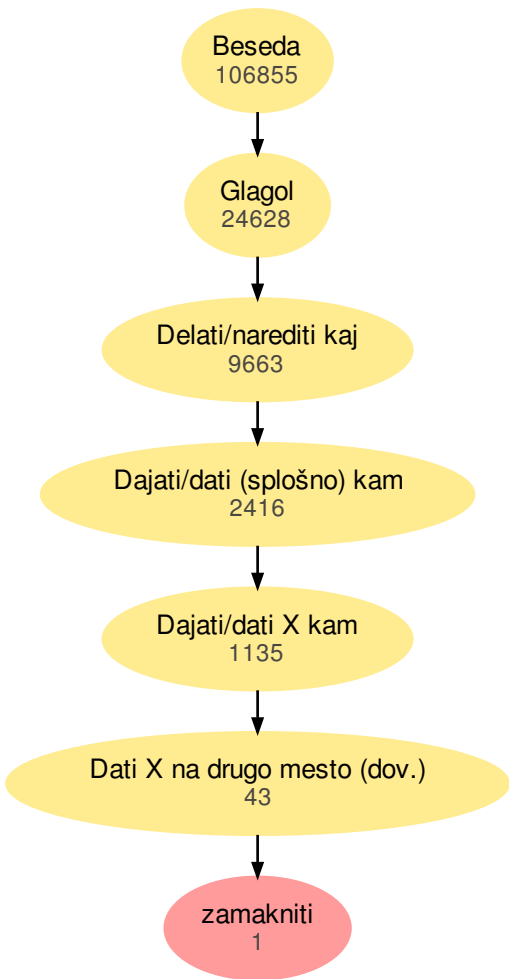 Beseda
106855
Glagol
24628
Delati/narediti kaj
9663
Dajati/dati (splošno) kam
2416
Dajati/dati X kam
1135
Dati X na drugo mesto (dov.)
43
zamakniti
1